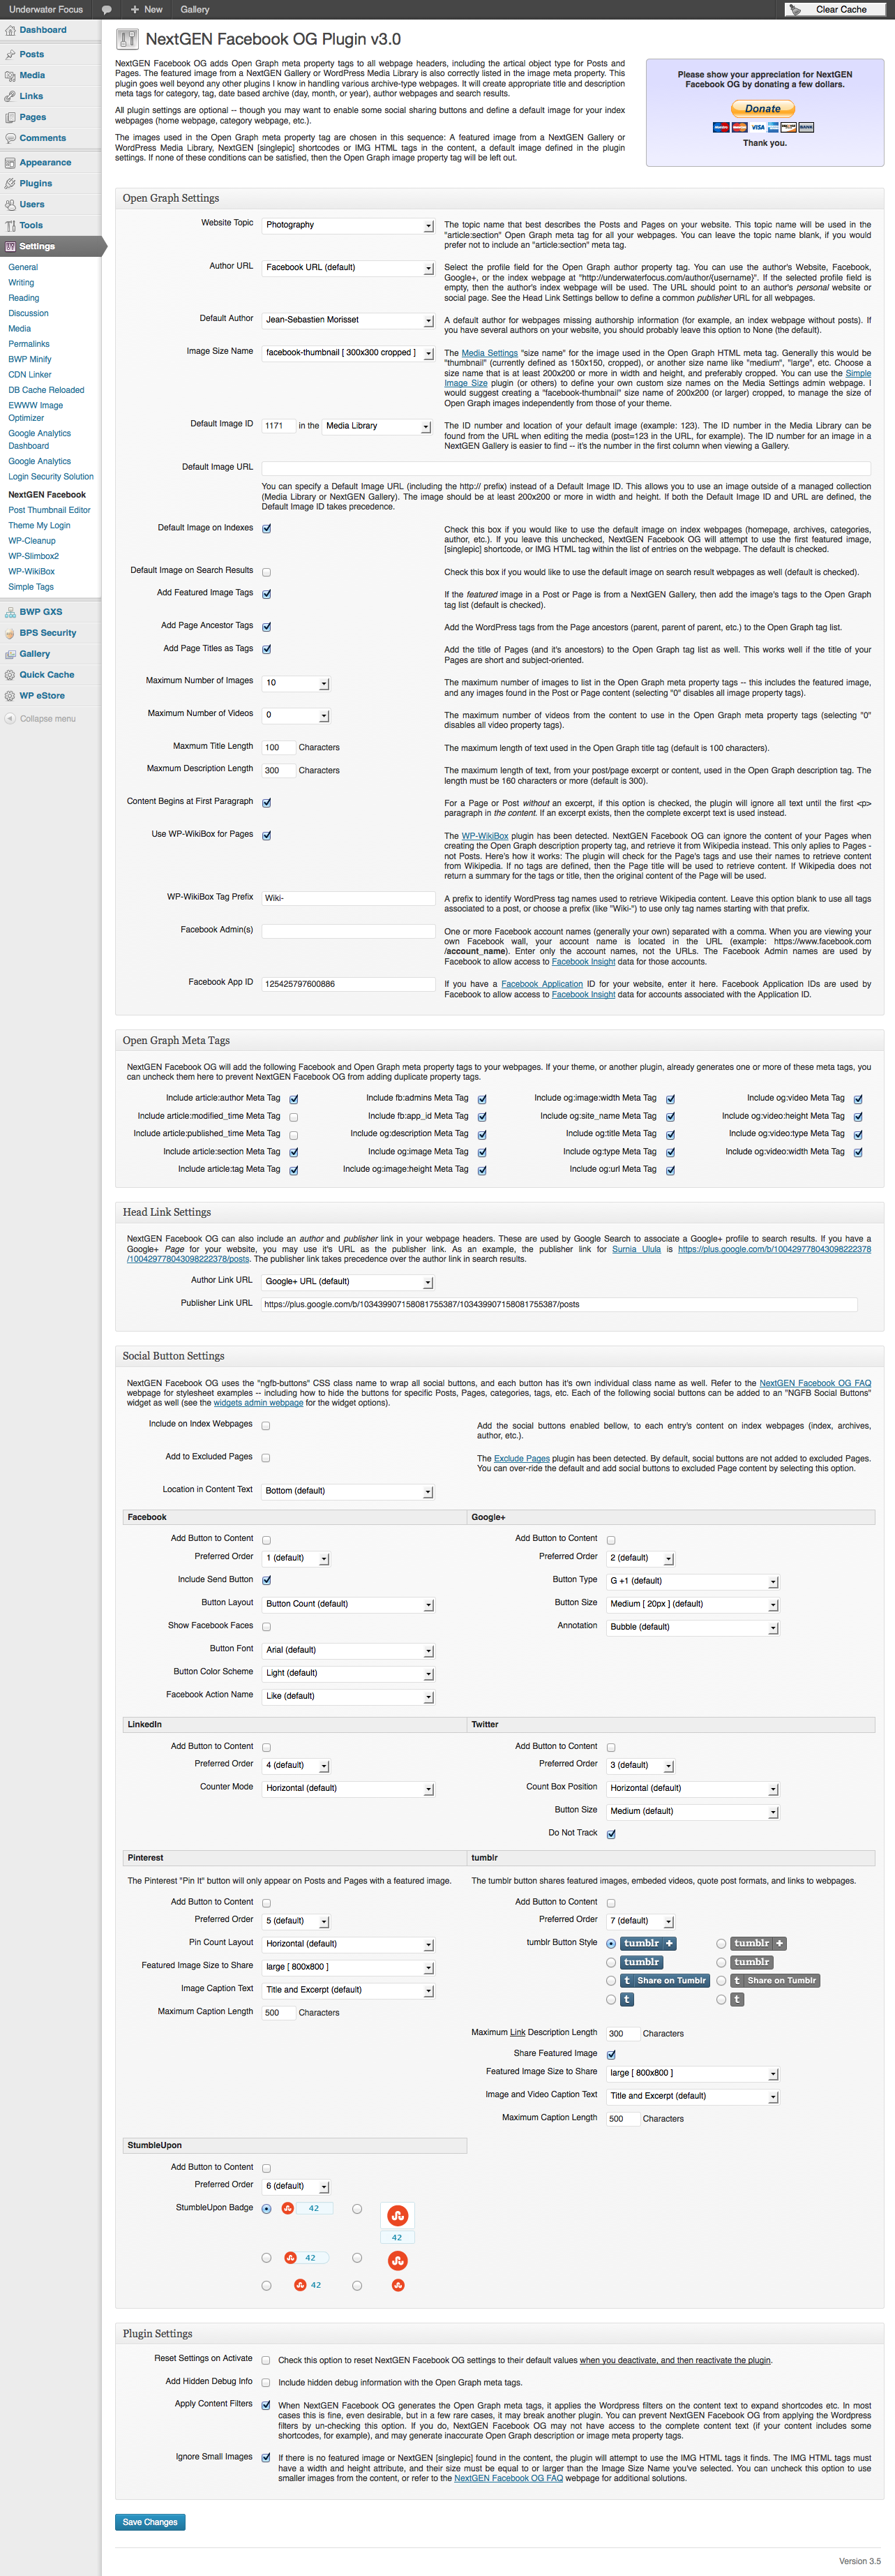 Underwater Focus
New
Gallery
Clear Cache
Dashboard
Posts
Media
Links
Pages
Comments
Appearance
Plugins
Users
Tools
Settings
General
Writing
Reading
Discussion
Media
Permalinks
BWP Minify
CDN Linker
DB Cache Reloaded
EWWW Image
Optimizer
Google Analytics
Dashboard
Google Analytics
Login Security Solution
NextGEN Facebook
Post Thumbnail Editor
Theme My Login
WP-Cleanup
WP-Slimbox2
WP-WikiBox
Simple Tags
BWP GXS
BPS Security
Gallery
Quick Cache
WP eStore
Collapse menu
NextGEN Facebook OG Plugin v3.0
NextGEN Facebook OG adds Open Graph meta property tags to all webpage headers, including the artical object type for Posts and
Pages. The featured image from a NextGEN Gallery or WordPress Media Library is also correctly listed in the image meta property. This
plugin goes well beyond any other plugins I know in handling various archive-type webpages. It will create appropriate title and description
meta tags for category, tag, date based archive (day, month, or year), author webpages and search results.
All plugin settings are optional -- though you may want to enable some social sharing buttons and define a default image for your index
webpages (home webpage, category webpage, etc.).
The images used in the Open Graph meta property tag are chosen in this sequence: A featured image from a NextGEN Gallery or
WordPress Media Library, NextGEN [singlepic] shortcodes or IMG HTML tags in the content, a default image defined in the plugin
settings. If none of these conditions can be satisfied, then the Open Graph image property tag will be left out.
Please show your appreciation for NextGEN
Facebook OG by donating a few dollars.
Donate
VISA
BANK
Thank you.
Open Graph Settings
Website Topic
Photography
The topic name that best describes the Posts and Pages on your website. This topic name will be used in the
"article:section" Open Graph meta tag for all your webpages. You can leave the topic name blank, if you would
prefer not to include an "article:section" meta tag.
Author URL
Facebook URL (default)
Select the profile field for the Open Graph author property tag. You can use the author's Website, Facebook,
Google+, or the index webpage at "http://underwaterfocus.com/author/{username}". If the selected profile field is
empty, then the author's index webpage will be used. The URL should point to an author's personal website or
social page. See the Head Link Settings bellow to define a common publisher URL for all webpages.
Default Author
Jean-Sebastien Morisset
A default author for webpages missing authorship information (for example, an index webpage without posts). If
you have several authors on your website, you should probably leave this option to None (the default).
Image Size Name
facebook-thumbnail [ 300x300 cropped ]
The Media Settings "size name" for the image used in the Open Graph HTML meta tag. Generally this would be
"thumbnail" (currently defined as 150x150, cropped), or another size name like "medium", "large", etc. Choose a
size name that is at least 200x200 or more in width and height, and preferably cropped. You can use the Simple
Image Size plugin (or others) to define your own custom size names on the Media Settings admin webpage. I
would suggest creating a "facebook-thumbnail" size name of 200x200 (or larger) cropped, to manage the size of
Open Graph images independently from those of your theme.
Default Image ID
1171 in the Media Library
The ID number and location of your default image (example: 123). The ID number in the Media Library can be
found from the URL when editing the media (post=123 in the URL, for example). The ID number for an image in a
NextGEN Gallery is easier to find -- it's the number in the first column when viewing a Gallery.
Default Image URL
You can specify a Default Image URL (including the http:// prefix) instead of a Default Image ID. This allows you to use an image outside of a managed collection
(Media Library or NextGEN Gallery). The image should be at least 200x200 or more in width and height. If both the Default Image ID and URL are defined, the
Default Image ID takes precedence.
Default Image on Indexes
Check this box if you would like to use the default image on index webpages (homepage, archives, categories,
author, etc.). If you leave this unchecked, NextGEN Facebook OG will attempt to use the first featured image,
[singlepic] shortcode, or IMG HTML tag within the list of entries on the webpage. The default is checked.
Default Image on Search Results
Check this box if you would like to use the default image on search result webpages as well (default is checked).
Add Featured Image Tags
If the featured image in a Post or Page is from a NextGEN Gallery, then add the image's tags to the Open Graph
tag list (default is checked).
Add Page Ancestor Tags
Add the WordPress tags from the Page ancestors (parent, parent of parent, etc.) to the Open Graph tag list.
Add Page Titles as Tags
Add the title of Pages (and it's ancestors) to the Open Graph tag list as well. This works well if the title of your
Pages are short and subject-oriented.
Maximum Number of Images
10
The maximum number of images to list in the Open Graph meta property tags -- this includes the featured image,
and any images found in the Post or Page content (selecting "0" disables all image property tags).
Maximum Number of Videos
0
The maximum number of videos from the content to use in the Open Graph meta property tags (selecting "0"
disables all video property tags).
Maxmum Title Length
100 Characters
The maximum length of text used in the Open Graph title tag (default is 100 characters).
Maxmum Description Length
300 Characters
The maximum length of text, from your post/page excerpt or content, used in the Open Graph description tag. The
length must be 160 characters or more (default is 300).
Content Begins at First Paragraph
For a Page or Post without an excerpt, if this option is checked, the plugin will ignore all text until the first <p>
paragraph in the content. If an excerpt exists, then the complete excerpt text is used instead.
Use WP-WikiBox for Pages
The WP-WikiBox plugin has been detected. NextGEN Facebook OG can ignore the content of your Pages when
creating the Open Graph description property tag, and retrieve it from Wikipedia instead. This only aplies to Pages -
not Posts. Here's how it works: The plugin will check for the Page's tags and use their names to retrieve content
from Wikipedia. If no tags are defined, then the Page title will be used to retrieve content. If Wikipedia does not
return a summary for the tags or title, then the original content of the Page will be used.
WP-WikiBox Tag Prefix
Wiki-
A prefix to identify WordPress tag names used to retrieve Wikipedia content. Leave this option blank to use all tags
associated to a post, or choose a prefix (like "Wiki-") to use only tag names starting with that prefix.
Facebook Admin(s)
One or more Facebook account names (generally your own) separated with a comma. When you are viewing your
own Facebook wall, your account name is located in the URL (example: https://www.facebook.com
/account_name). Enter only the account names, not the URLs. The Facebook Admin names are used by
Facebook to allow access to Facebook Insight data for those accounts.
Facebook App ID
125425797600886
If you have a Facebook Application ID for your website, enter it here. Facebook Application IDs are used by
Facebook to allow access to Facebook Insight data for accounts associated with the Application ID.
Open Graph Meta Tags
NextGEN Facebook OG will add the following Facebook and Open Graph meta property tags to your webpages. If your theme, or another plugin, already generates one or more of these meta tags, you
can uncheck them here to prevent NextGEN Facebook OG from adding duplicate property tags.
Include article:author Meta Tag
Include fb:admins Meta Tag
Include og:image:width Meta Tag
Include og:video Meta Tag
Include article:modified_time Meta Tag
Include fb:app_id Meta Tag
Include og:site_name Meta Tag
Include og:video:height Meta Tag
Include article:published_time Meta Tag
Include og:description Meta Tag
Include og:title Meta Tag
Include og:video:type Meta Tag
Include article:section Meta Tag
Include og:image Meta Tag
Include og:type Meta Tag
Include og:video:width Meta Tag
Include article:tag Meta Tag
Include og:image:height Meta Tag
Include og:url Meta Tag
Head Link Settings
NextGEN Facebook OG can also include an author and publisher link in your webpage headers. These are used by Google Search to associate a Google+ profile to search results. If you have a
Google+ Page for your website, you may use it's URL as the publisher link. As an example, the publisher link for Surnia Ulula is https://plus.google.com/b/100429778043098222378
/100429778043098222378/posts. The publisher link takes precedence over the author link in search results.
Author Link URL
Google+ URL (default)
Publisher Link URL
https://plus.google.com/b/103439907158081755387/103439907158081755387/posts
Social Button Settings
NextGEN Facebook OG uses the "ngfb-buttons" CSS class name to wrap all social buttons, and each button has it's own individual class name as well. Refer to the NextGEN Facebook OG FAQ
webpage for stylesheet examples -- including how to hide the buttons for specific Posts, Pages, categories, tags, etc. Each of the following social buttons can be added to an "NGFB Social Buttons"
widget as well (see the widgets admin webpage for the widget options).
Include on Index Webpages
Add the social buttons enabled bellow, to each entry's content on index webpages (index, archives,
author, etc.).
Add to Excluded Pages
The Exclude Pages plugin has been detected. By default, social buttons are not added to excluded Pages.
You can over-ride the default and add social buttons to excluded Page content by selecting this option.
Location in Content Text
Bottom (default)
Facebook
Add Button to Content
Preferred Order
1 (default)
Include Send Button
Button Layout
Button Count (default)
Show Facebook Faces
Button Font
Arial (default)
Button Color Scheme
Light (default)
Facebook Action Name
Like (default)
Google+
Add Button to Content
Preferred Order
2 (default)
Button Type
G +1 (default)
Button Size
Medium [ 20px ] (default)
Annotation
Bubble (default)
LinkedIn
Add Button to Content
Preferred Order
4 (default)
Counter Mode
Horizontal (default)
Twitter
Add Button to Content
Preferred Order
3 (default)
Count Box Position
Horizontal (default)
Button Size
Medium (default)
Do Not Track
Pinterest
The Pinterest "Pin It" button will only appear on Posts and Pages with a featured image.
Add Button to Content
Preferred Order
5 (default)
Pin Count Layout
Horizontal (default)
Featured Image Size to Share
large [ 800x800 ]
Image Caption Text
Title and Excerpt (default)
Maximum Caption Length
500 Characters
tumblr
The tumblr button shares featured images, embeded videos, quote post formats, and links to webpages.
Add Button to Content
Preferred Order
7 (default)
tumblr Button Style
tumblr +
tumblr +
tumblr
tumblr
t Share on Tumblr
t Share on Tumblr
t
t
Maximum Link Description Length
300 Characters
Share Featured Image
Featured Image Size to Share
large [ 800x800 ]
Image and Video Caption Text
Title and Excerpt (default)
Maximum Caption Length
500 Characters
StumbleUpon
Add Button to Content
Preferred Order
6 (default)
StumbleUpon Badge
42
42
42
42
Plugin Settings
Reset Settings on Activate
Check this option to reset NextGEN Facebook OG settings to their default values when you deactivate, and then reactivate the plugin.
Add Hidden Debug Info
Include hidden debug information with the Open Graph meta tags.
Apply Content Filters
When NextGEN Facebook OG generates the Open Graph meta tags, it applies the Wordpress filters on the content text to expand shortcodes etc. In most
cases this is fine, even desirable, but in a few rare cases, it may break another plugin. You can prevent NextGEN Facebook OG from applying the Wordpress
filters by un-checking this option. If you do, NextGEN Facebook OG may not have access to the complete content text (if your content includes some
shortcodes, for example), and may generate inaccurate Open Graph description or image meta property tags.
Ignore Small Images
If there is no featured image or NextGEN [singlepic] found in the content, the plugin will attempt to use the IMG HTML tags it finds. The IMG HTML tags must
have a width and height attribute, and their size must be equal to or larger than the Image Size Name you've selected. You can uncheck this option to use
smaller images from the content, or refer to the NextGEN Facebook OG FAQ webpage for additional solutions.
Save Changes
Version 3.5